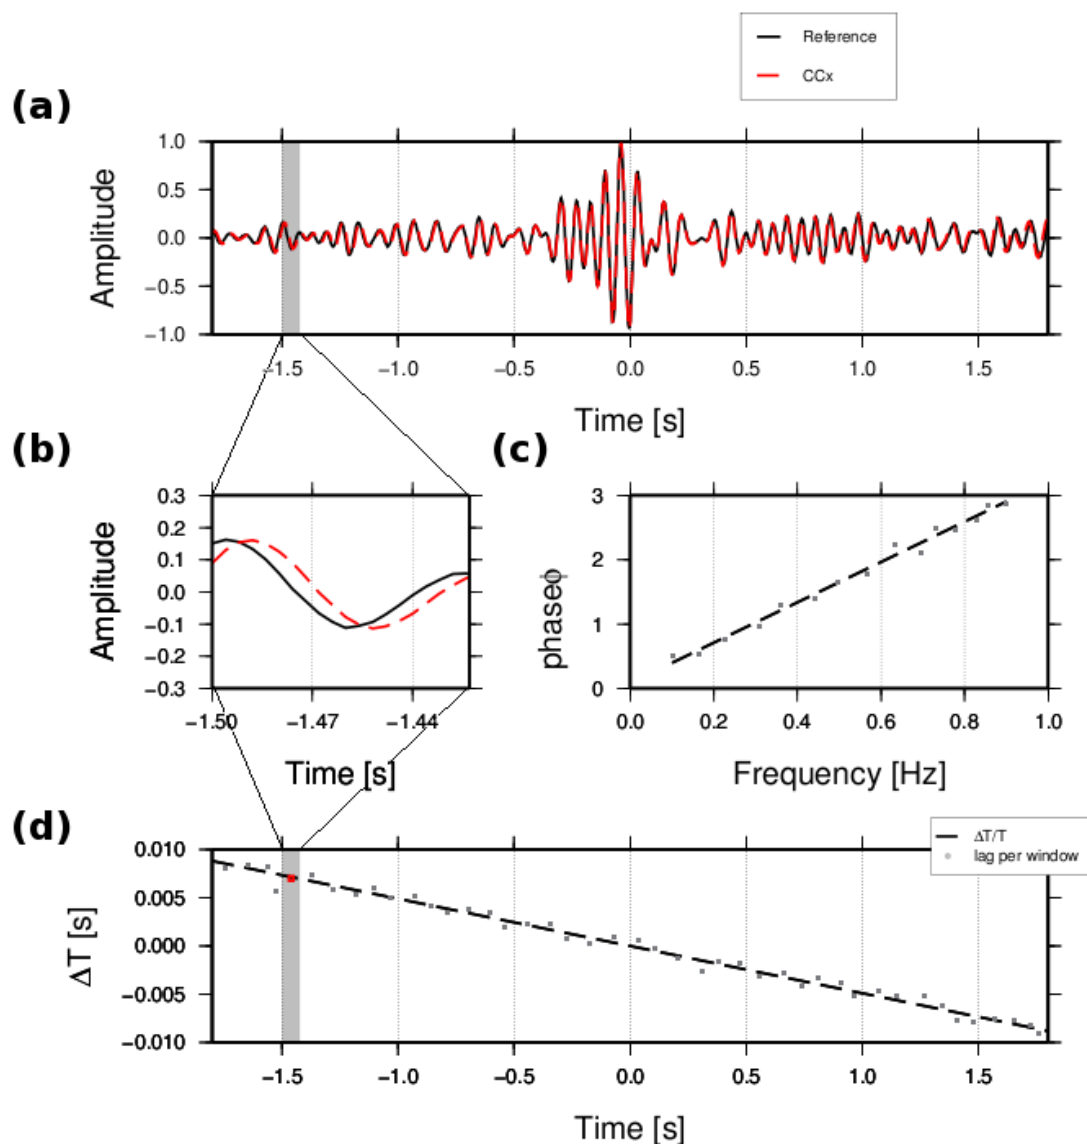 Reference
CCx
(a)
Amplitude
1.0
0.5
0.0
−0.5
−1.0
−1.5 −1.0 −0.5 0.0 0.5 1.0 1.5
Time [s]
(b)
Amplitude
0.3
0.2
0.1
0.0
−0.1
−0.2
−0.3
−1.50 −1.47 −1.44
Time [s]
(c)
phaseϕ
3
2
1
0
0.0 0.2 0.4 0.6 0.8 1.0
Frequency [Hz]
(d)
ΔT/T
lag per window
ΔT [s]
0.010
0.005
0.000
−0.005
−0.010
−1.5 −1.0 −0.5 0.0 0.5 1.0 1.5
Time [s]